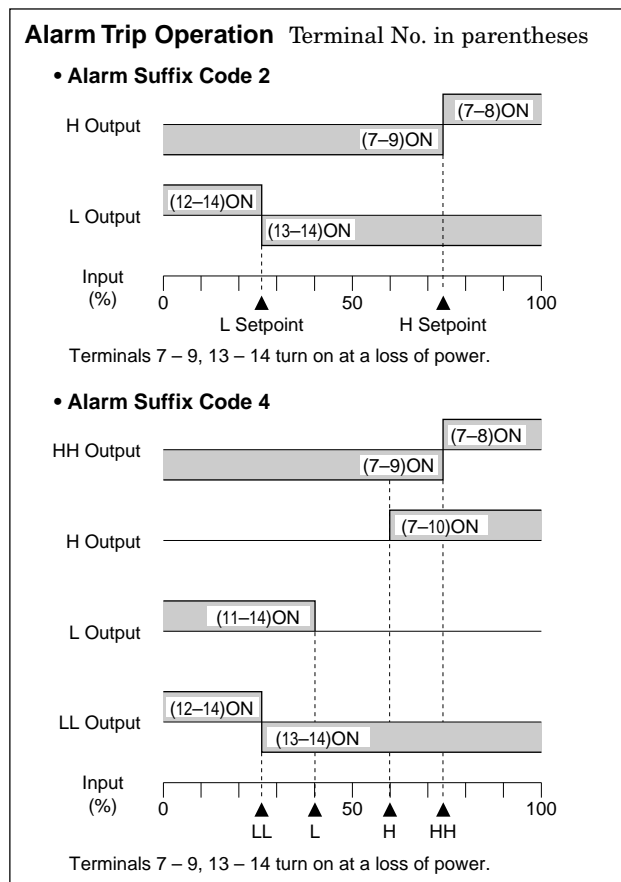 Alarm Trip Operation Terminal No. in parentheses
• Alarm Suffix Code 2
(7–8)ON
H Output
(7–9)ON
(12–14)ON
L Output
(13–14)ON
Input
(%)
0 50 100
L Setpoint H Setpoint
Terminals 7 – 9, 13 – 14 turn on at a loss of power.
• Alarm Suffix Code 4
(7–8)ON
HH Output
(7–9)ON
(7–10)ON
H Output
(11–14)ON
L Output
(12–14)ON
LL Output
(13–14)ON
Input
(%)
0 50 100
LL L H HH
Terminals 7 – 9, 13 – 14 turn on at a loss of power.